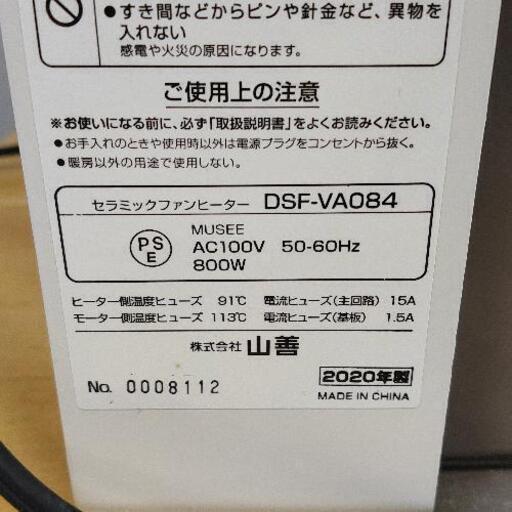 ●すき間などからピンや針金など、異物を
入れない
感電や火災の原因になります。
ご使用上の注意
※お使いになる前に、必ず「取扱説明書」をよくお読みください。
●お手入れのときや使用時以外は電源プラグをコンセントから抜く。
●暖房以外の用途で使用しない。
セラミックファンヒーター DSF-VA084
PSE
MUSEE
AC100V 50-60Hz
800W
ヒーター側温度ヒューズ 91℃ 電流ヒューズ(主回路) 15A
モーター側温度ヒューズ 113℃ 電流ヒューズ(基板) 1.5A
株式会社 山善
No. 0008112
2020年製
MADE IN CHINA